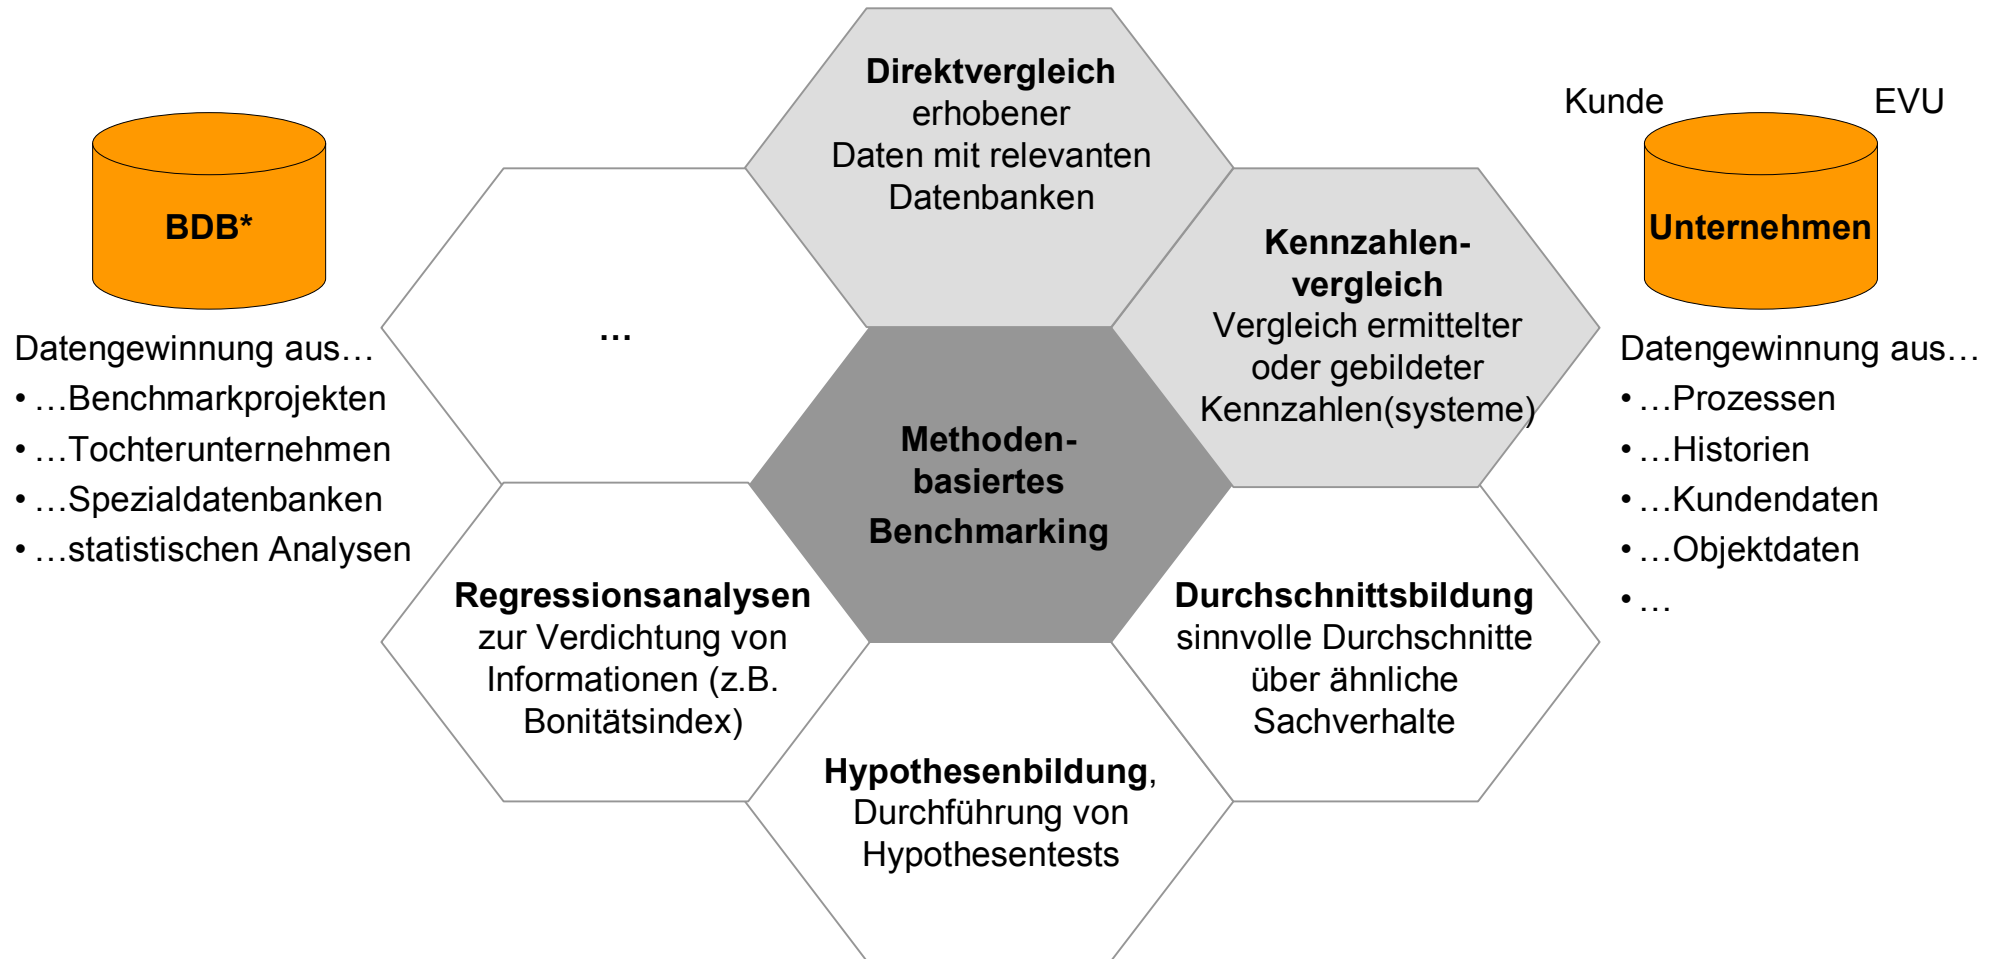 BDB*
Datengewinnung aus…
• …Benchmarkprojekten
• …Tochterunternehmen
• …Spezialdatenbanken
• …statistischen Analysen
Direktvergleich
erhobener
Daten mit relevanten
Datenbanken
Kennzahlen-
vergleich
Vergleich ermittelter
oder gebildeter
Kennzahlen(systeme)
…
Methoden-
basiertes
Benchmarking
Regressionsanalysen
zur Verdichtung von
Informationen (z.B.
Bonitätsindex)
Durchschnittsbildung
sinnvolle Durchschnitte
über ähnliche
Sachverhalte
Hypothesenbildung,
Durchführung von
Hypothesentests
Kunde
EVU
Unternehmen
Datengewinnung aus…
• …Prozessen
• …Historien
• …Kundendaten
• …Objektdaten
• …